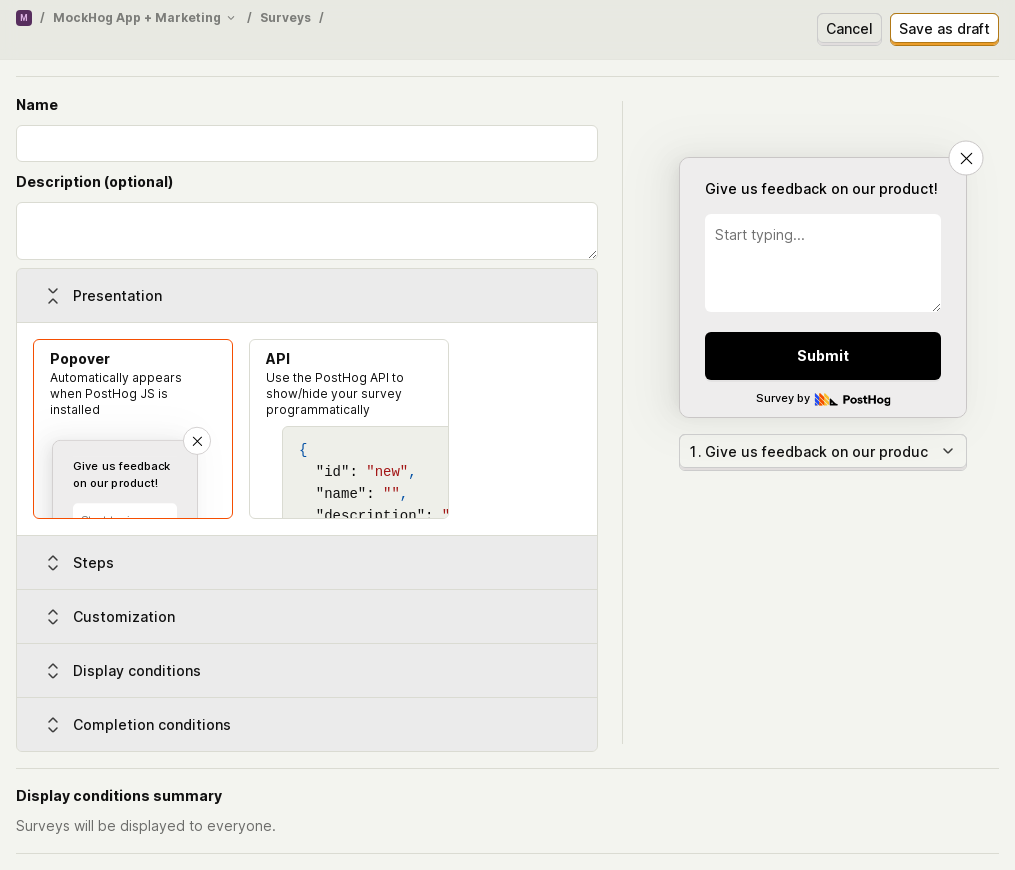 M / MockHog App + Marketing / Surveys /
Cancel
Save as draft
Name
Description (optional)
Presentation
Popover
Automatically appears
when PostHog JS is
installed
Give us feedback
on our product!
API
Use the PostHog API to
show/hide your survey
programmatically
{
"id": "new",
"name": "",
"description": "
Steps
Customization
Display conditions
Completion conditions
Give us feedback on our product!
Start typing...
Submit
Survey by PostHog
1. Give us feedback on our produc
Display conditions summary
Surveys will be displayed to everyone.